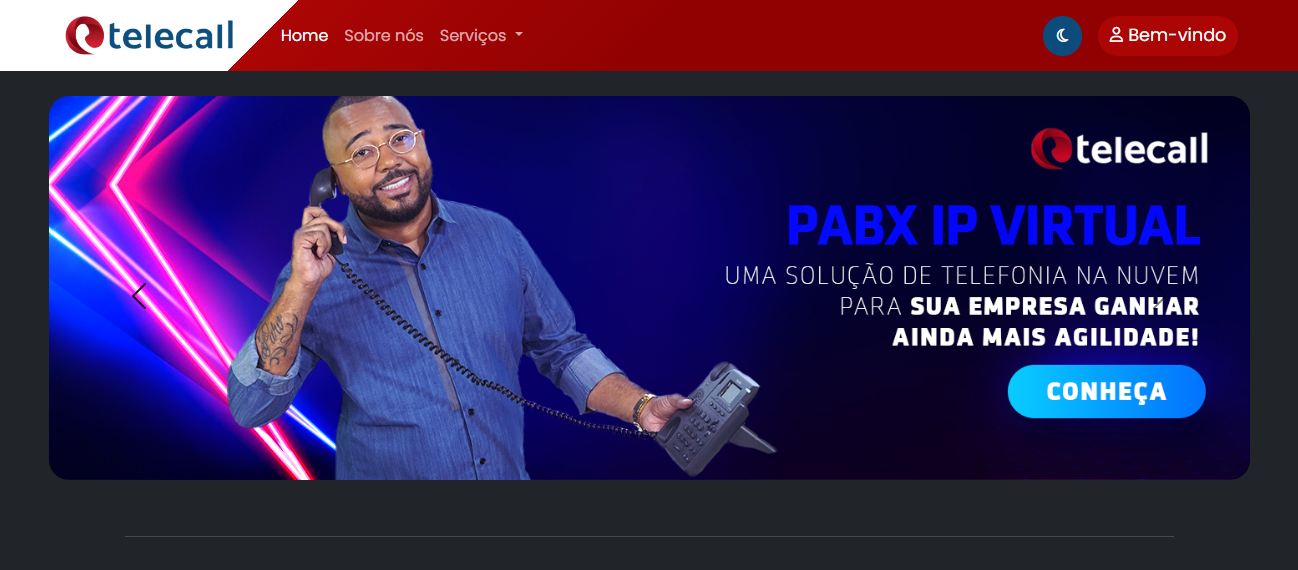 telecall
Home
Sobre nós
Serviços
Bem-vindo
telecall
PABX IP VIRTUAL
UMA SOLUÇÃO DE TELEFONIA NA NUVEM
PARA SUA EMPRESA GANHAR
AINDA MAIS AGILIDADE!
CONHEÇA